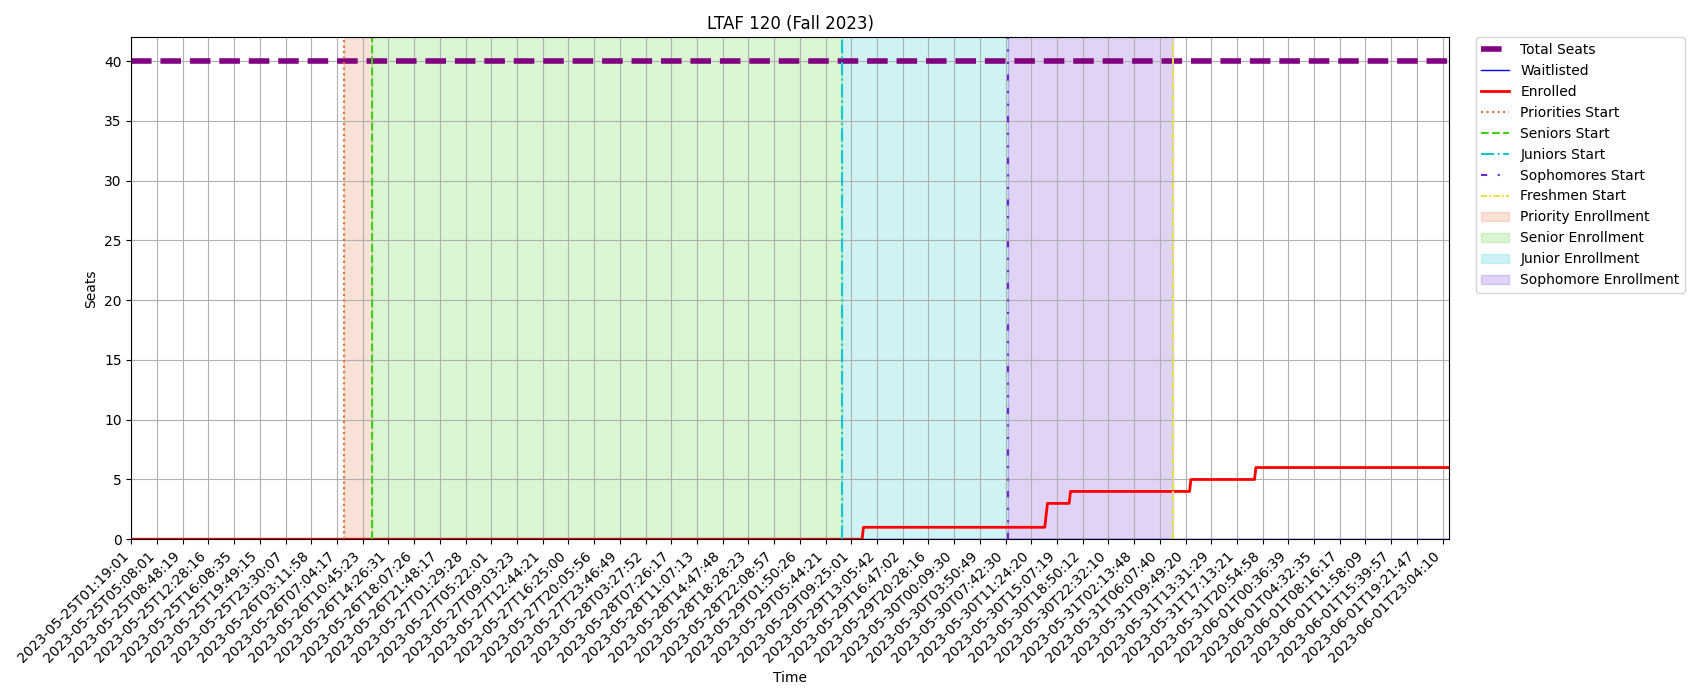 LTAF 120 (Fall 2023)
Seats
40
35
30
25
20
15
10
5
0
2023-05-25T01:19:01
2023-05-25T05:08:01
2023-05-25T08:48:19
2023-05-25T12:28:16
2023-05-25T16:08:35
2023-05-25T19:49:15
2023-05-25T23:30:07
2023-05-26T03:11:58
2023-05-26T07:04:17
2023-05-26T10:45:23
2023-05-26T14:26:31
2023-05-26T18:07:26
2023-05-26T21:48:17
2023-05-27T01:29:28
2023-05-27T05:22:01
2023-05-27T09:03:23
2023-05-27T12:44:21
2023-05-27T16:25:00
2023-05-27T20:05:56
2023-05-27T23:46:49
2023-05-28T03:27:52
2023-05-28T07:26:17
2023-05-28T11:07:13
2023-05-28T14:47:48
2023-05-28T18:28:23
2023-05-28T22:08:57
2023-05-29T01:50:26
2023-05-29T05:44:21
2023-05-29T09:25:01
2023-05-29T13:05:42
2023-05-29T16:47:02
2023-05-29T20:28:16
2023-05-30T00:09:30
2023-05-30T03:50:49
2023-05-30T07:42:30
2023-05-30T11:24:20
2023-05-30T15:07:19
2023-05-30T18:50:12
2023-05-30T22:32:10
2023-05-31T02:13:48
2023-05-31T06:07:40
2023-05-31T09:49:20
2023-05-31T13:31:29
2023-05-31T17:13:21
2023-05-31T20:54:58
2023-06-01T00:36:39
2023-06-01T04:32:35
2023-06-01T08:16:17
2023-06-01T11:58:09
2023-06-01T15:39:57
2023-06-01T19:21:47
2023-06-01T23:04:10
Time
Total Seats
Waitlisted
Enrolled
Priorities Start
Seniors Start
Juniors Start
Sophomores Start
Freshmen Start
Priority Enrollment
Senior Enrollment
Junior Enrollment
Sophomore Enrollment